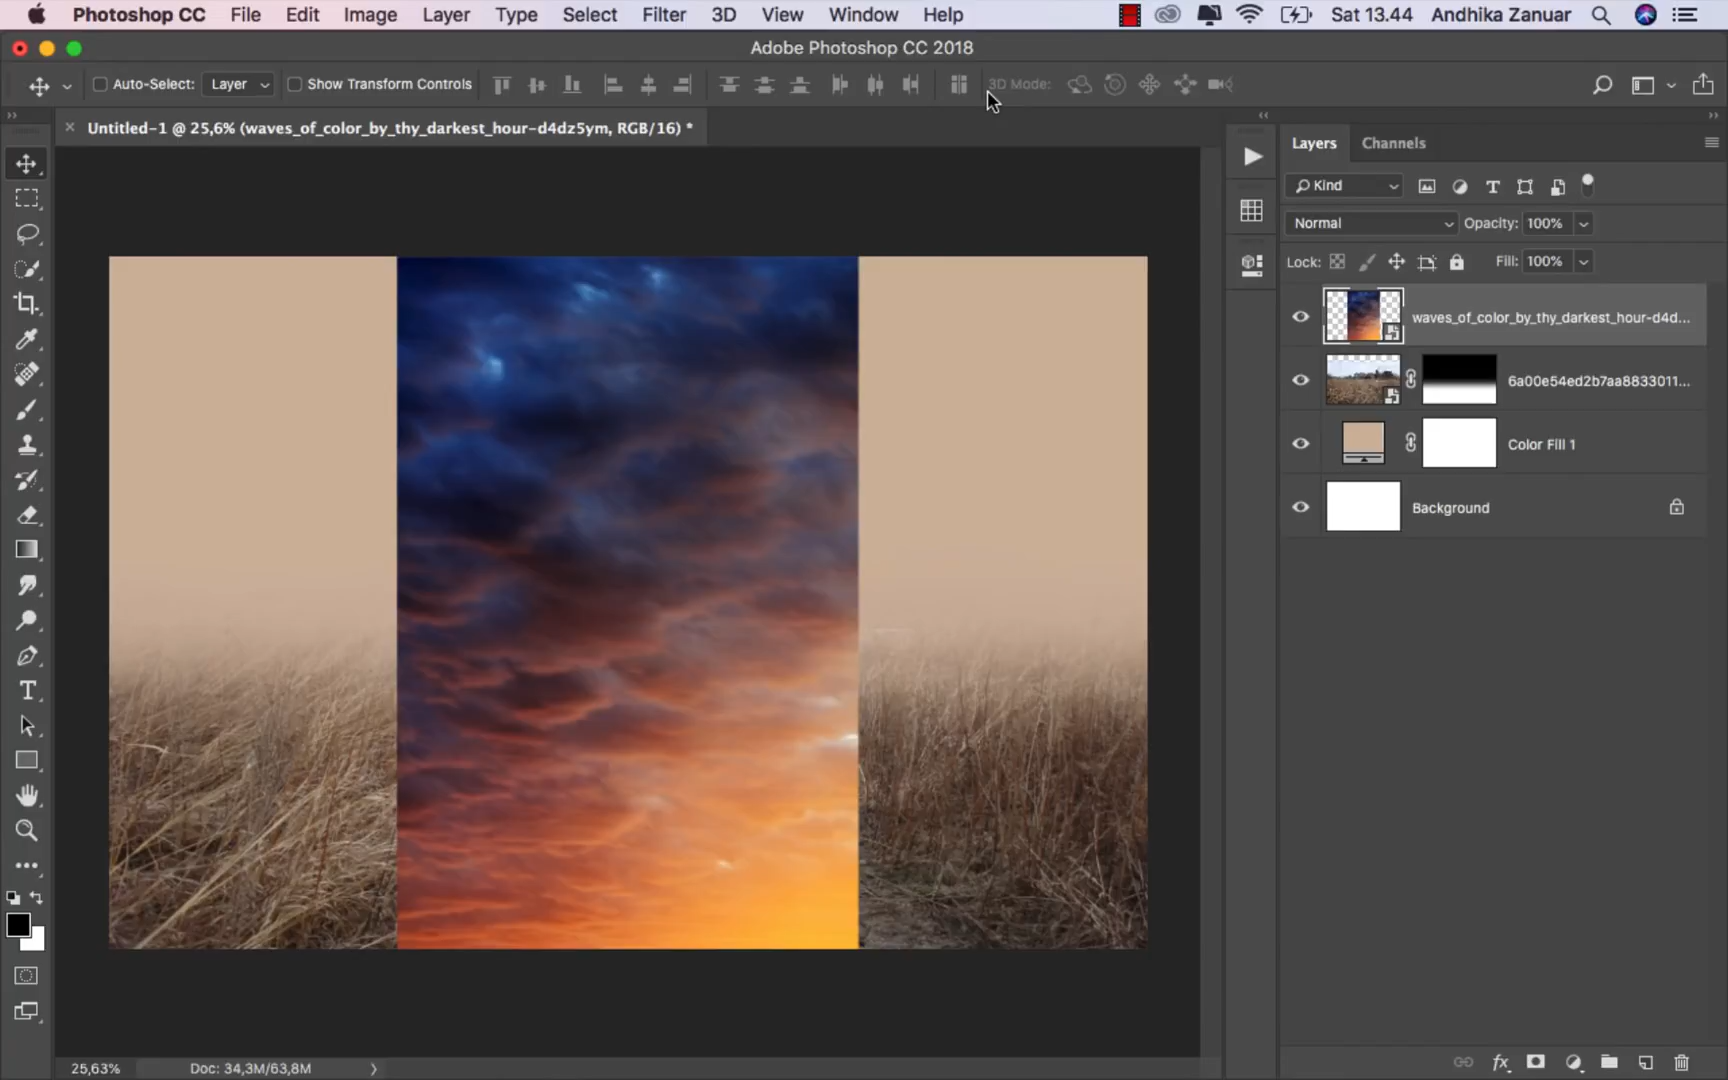 Photoshop CC File Edit Image Layer Type Select Filter 3D View Window Help Sat 13.44 Andhika Zanuar
Adobe Photoshop CC 2018
Auto-Select: Layer Show Transform Controls 3D Mode:
Untitled-1 @ 25,6% (waves_of_color_by_thy_darkest_hour-d4dz5ym, RGB/16) *
Layers Channels
Kind
Normal Opacity: 100%
Lock: Fill: 100%
waves_of_color_by_thy_darkest_hour-d4d...
6a00e54ed2b7aa8833011...
Color Fill 1
Background
25,63% Doc: 34,3M/63,8M